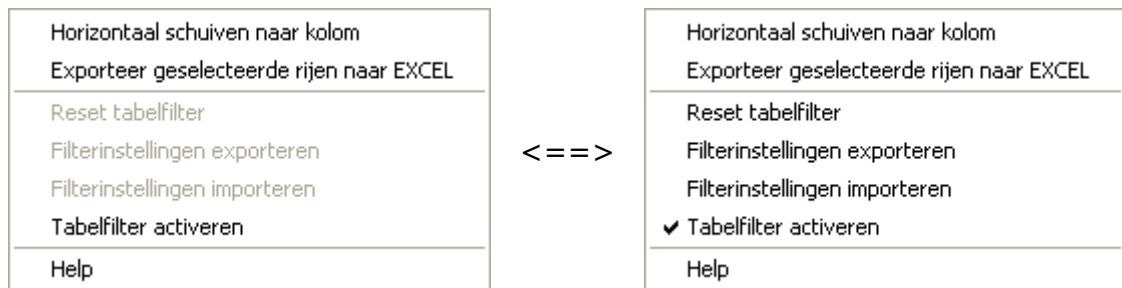 Horizontaal schuiven naar kolom
Exporteer geselecteerde rijen naar EXCEL
Reset tabelfilter
Filterinstellingen exporteren
Filterinstellingen importeren
Tabelfilter activeren
Help
<==>
Horizontaal schuiven naar kolom
Exporteer geselecteerde rijen naar EXCEL
Reset tabelfilter
Filterinstellingen exporteren
Filterinstellingen importeren
✔ Tabelfilter activeren
Help